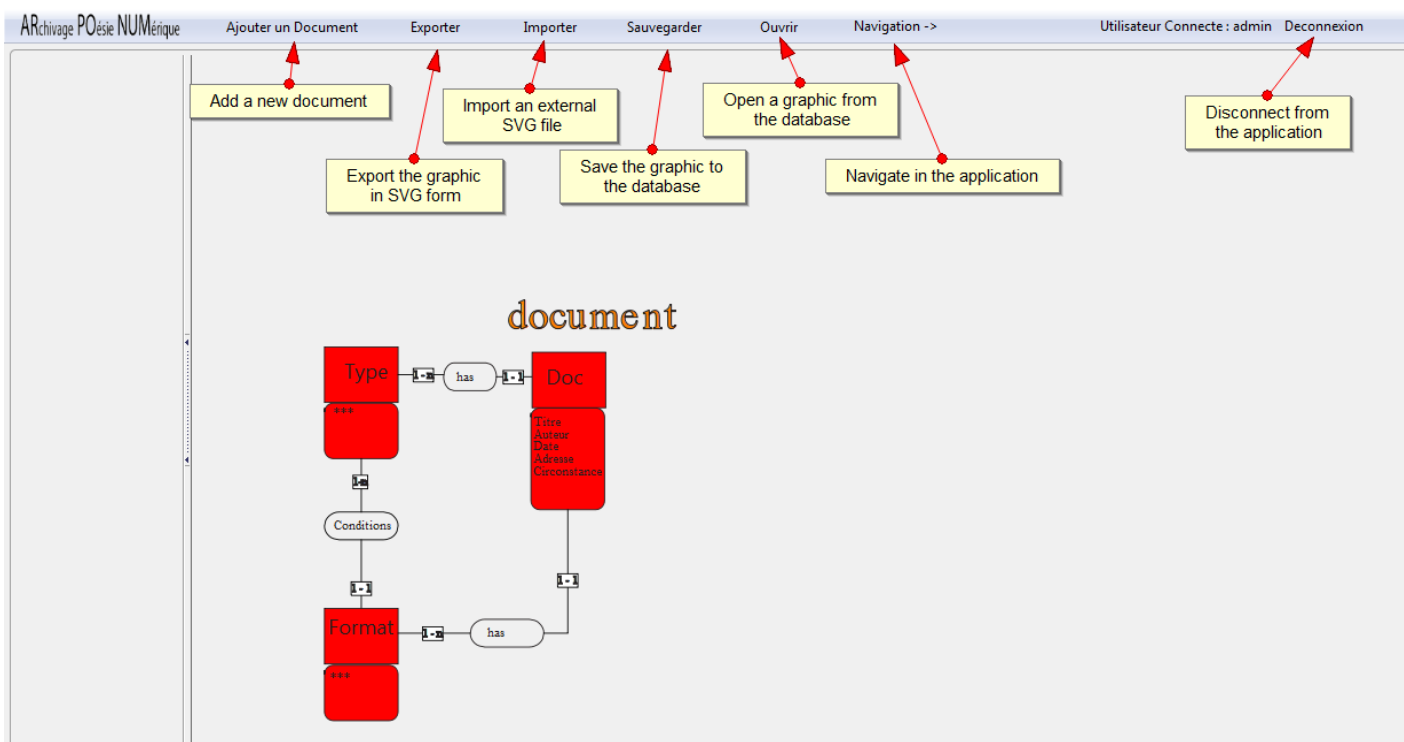 ARchivage POésie NUMérique Ajouter un Document Exporter Importer Sauvegarder Ouvrir Navigation -> Utilisateur Connecte : admin Deconnexion
Add a new document
Import an external
SVG file
Open a graphic from
the database
Disconnect from
the application
Export the graphic
in SVG form
Save the graphic to
the database
Navigate in the application
document
Type 1-n has 1-1 Doc
***
Titre
Auteur
Date
Adresse
Circonstance
1-n
Conditions
1-1
1-1
Format 1-n has
***